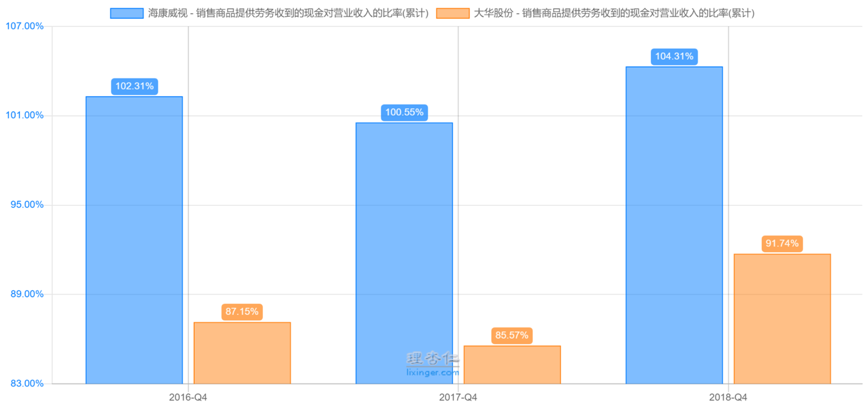 海康威视 - 销售商品提供劳务收到的现金对营业收入的比率(累计) 大华股份 - 销售商品提供劳务收到的现金对营业收入的比率(累计)
107.00%
104.31%
102.31%
101.00%
100.55%
95.00%
91.74%
89.00%
87.15%
85.57%
理杏仁
lixinger.com
83.00%
2016-Q4 2017-Q4 2018-Q4